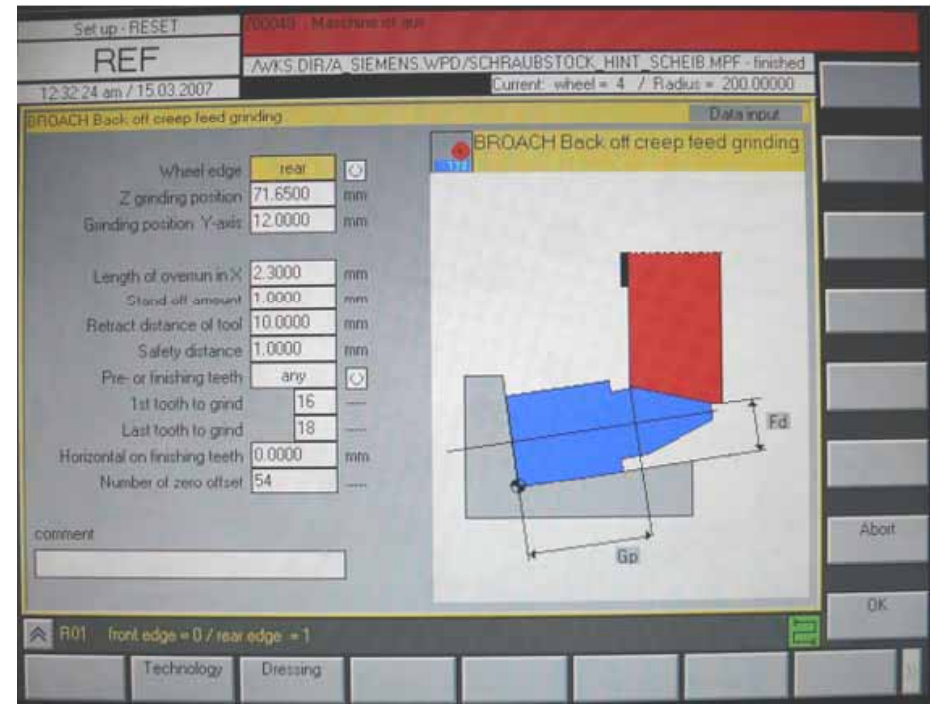 Set up - RESET
700043 Maschine ist aus
REF
/WKS.DIR/A_SIEMENS.WPD/SCHRAUBSTOCK_HINT_SCHEIB.MPF - finished
12:32:24 am / 15.03.2007
Current: wheel = 4 / Radius = 200.00000
BROACH Back off creep feed grinding
Data input
BROACH Back off creep feed grinding
Wheel edge rear
Z grinding position 71.6500 mm
Grinding position Y-axis 12.0000 mm
Length of overrun in X 2.3000 mm
Stand off amount 1.0000 mm
Retract distance of tool 10.0000 mm
Safety distance 1.0000 mm
Pre- or finishing teeth any
1st tooth to grind 16 ----
Last tooth to grind 18 ----
Horizontal on finishing teeth 0.0000 mm
Number of zero offset 54 ----
Fd
Gp
comment
Abort
OK
R01 front edge = 0 / rear edge = 1
Technology
Dressing